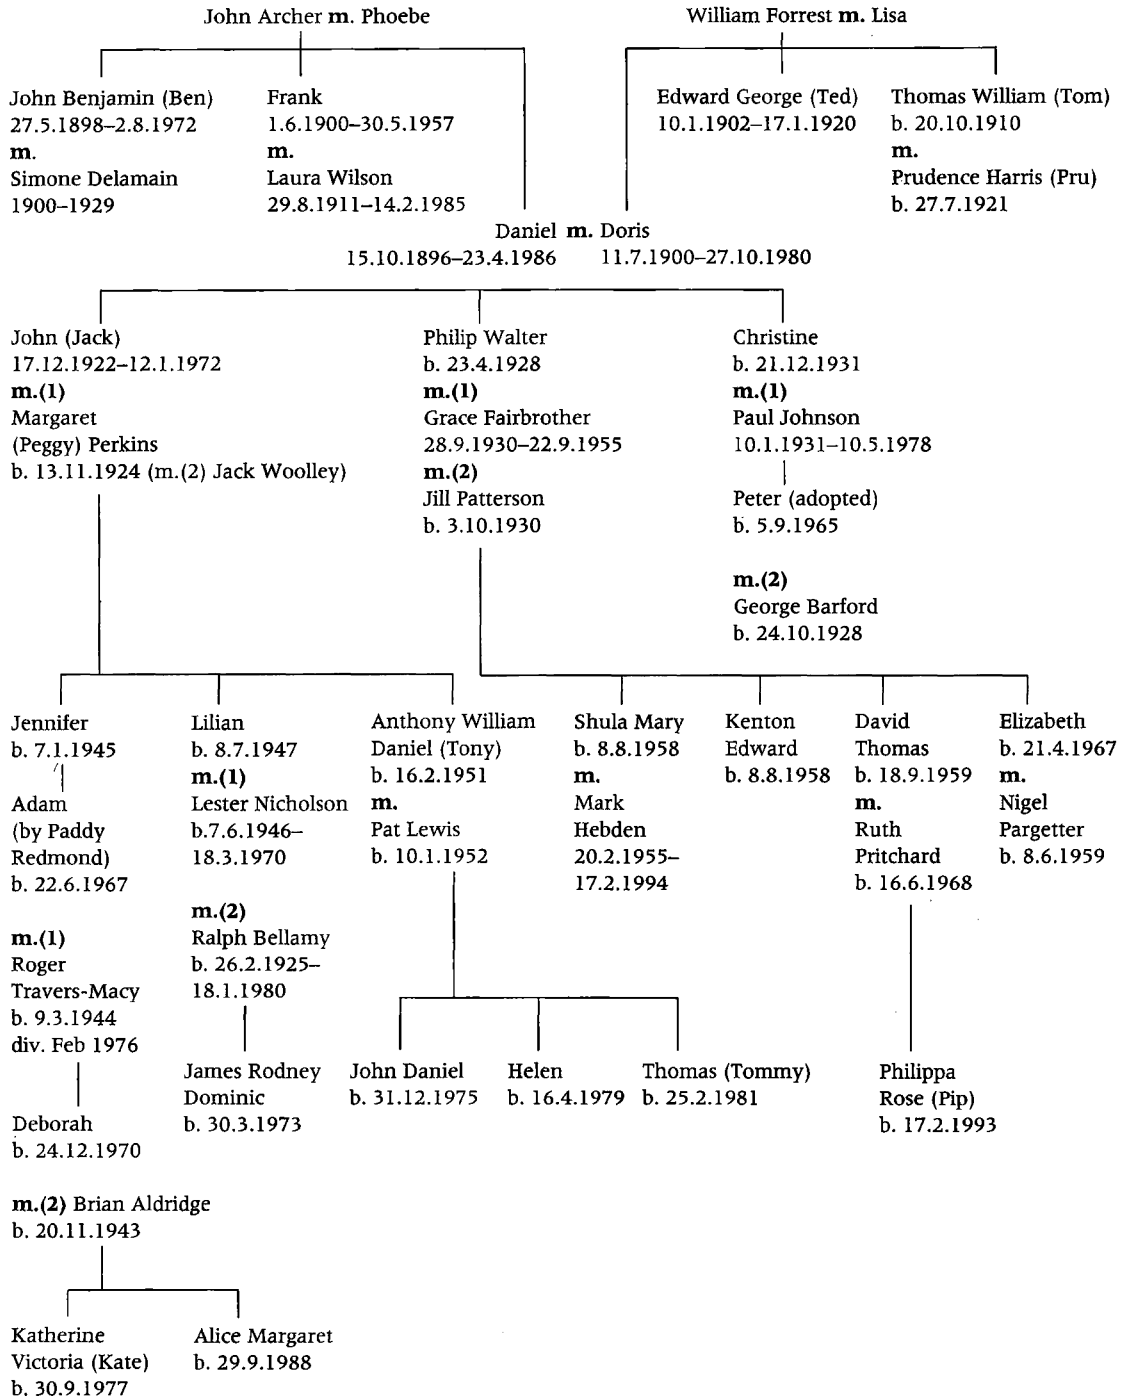 John Archer m. Phoebe
William Forrest m. Lisa
John Benjamin (Ben)
27.5.1898–2.8.1972
m.
Simone Delamain
1900–1929
Frank
1.6.1900–30.5.1957
m.
Laura Wilson
29.8.1911–14.2.1985
Edward George (Ted)
10.1.1902–17.1.1920
Thomas William (Tom)
b. 20.10.1910
m.
Prudence Harris (Pru)
b. 27.7.1921
Daniel m. Doris
15.10.1896–23.4.1986 11.7.1900–27.10.1980
John (Jack)
17.12.1922–12.1.1972
m.(1)
Margaret
(Peggy) Perkins
b. 13.11.1924 (m.(2) Jack Woolley)
Philip Walter
b. 23.4.1928
m.(1)
Grace Fairbrother
28.9.1930–22.9.1955
m.(2)
Jill Patterson
b. 3.10.1930
Christine
b. 21.12.1931
m.(1)
Paul Johnson
10.1.1931–10.5.1978
Peter (adopted)
b. 5.9.1965
m.(2)
George Barford
b. 24.10.1928
Jennifer
b. 7.1.1945
Adam
(by Paddy
Redmond)
b. 22.6.1967
m.(1)
Roger
Travers-Macy
b. 9.3.1944
div. Feb 1976
Deborah
b. 24.12.1970
m.(2) Brian Aldridge
b. 20.11.1943
Katherine
Victoria (Kate)
b. 30.9.1977
Alice Margaret
b. 29.9.1988
Lilian
b. 8.7.1947
m.(1)
Lester Nicholson
b.7.6.1946–
18.3.1970
m.(2)
Ralph Bellamy
b. 26.2.1925–
18.1.1980
James Rodney
Dominic
b. 30.3.1973
Anthony William
Daniel (Tony)
b. 16.2.1951
m.
Pat Lewis
b. 10.1.1952
John Daniel
b. 31.12.1975
Helen
b. 16.4.1979
Thomas (Tommy)
b. 25.2.1981
Shula Mary
b. 8.8.1958
m.
Mark
Hebden
20.2.1955–
17.2.1994
Kenton
Edward
b. 8.8.1958
David
Thomas
b. 18.9.1959
m.
Ruth
Pritchard
b. 16.6.1968
Philippa
Rose (Pip)
b. 17.2.1993
Elizabeth
b. 21.4.1967
m.
Nigel
Pargetter
b. 8.6.1959